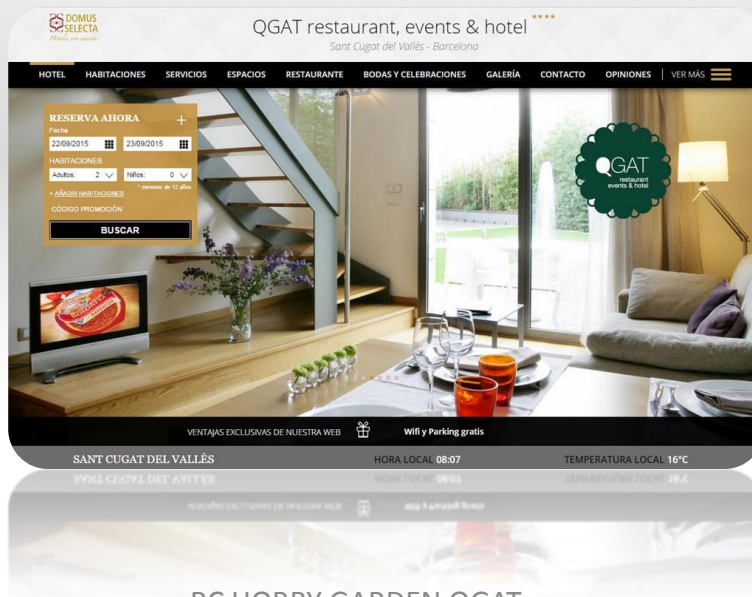 DOMUS
SELECTA
Hoteles con encanto
QGAT restaurant, events & hotel ****
Sant Cugat del Vallès - Barcelona
HOTEL HABITACIONES SERVICIOS ESPACIOS RESTAURANTE BODAS Y CELEBRACIONES GALERÍA CONTACTO OPINIONES VER MÁS
RESERVA AHORA +
Fecha
22/09/2015 23/09/2015
HABITACIONES
Adultos: 2 Niños: 0
* menores de 12 años
+ AÑADIR HABITACIONES
CÓDIGO PROMOCIÓN
BUSCAR
QGAT
restaurant
events & hotel
VENTAJAS EXCLUSIVAS DE NUESTRA WEB Wifi y Parking gratis
SANT CUGAT DEL VALLÈS HORA LOCAL 08:07 TEMPERATURA LOCAL 16°C